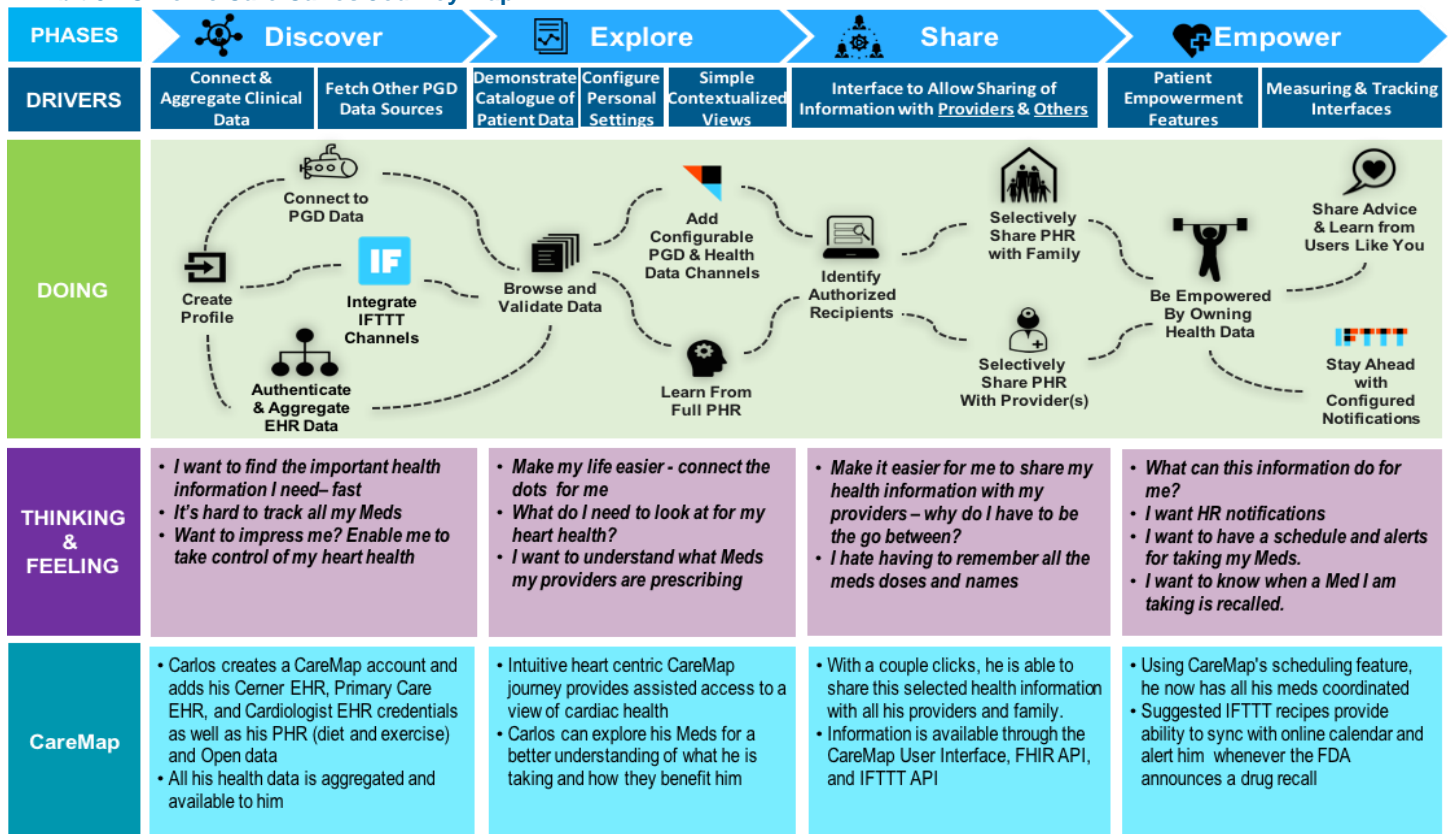 PHASES
Discover
Explore
Share
Empower
DRIVERS
Connect &
Aggregate Clinical
Data
Fetch Other PGD
Data Sources
Demonstrate
Catalogue of
Patient Data
Configure
Personal
Settings
Simple
Contextualized
Views
Interface to Allow Sharing of
Information with Providers & Others
Patient
Empowerment
Features
Measuring & Tracking
Interfaces
DOING
Create
Profile
Connect to
PGD Data
IF
Integrate
IFTTT
Channels
Authenticate
& Aggregate
EHR Data
Browse and
Validate Data
Add
Configurable
PGD & Health
Data Channels
Learn From
Full PHR
Identify
Authorized
Recipients
Selectively
Share PHR
with Family
Selectively
Share PHR
With Provider(s)
Be Empowered
By Owning
Health Data
Share Advice
& Learn from
Users Like You
IFTTT
Stay Ahead
with
Configured
Notifications
THINKING
&
FEELING
• I want to find the important health
information I need– fast
• It's hard to track all my Meds
• Want to impress me? Enable me to
take control of my heart health
• Make my life easier - connect the
dots for me
• What do I need to look at for my
heart health?
• I want to understand what Meds
my providers are prescribing
• Make it easier for me to share my
health information with my
providers – why do I have to be
the go between?
• I hate having to remember all the
meds doses and names
• What can this information do for
me?
• I want HR notifications
• I want to have a schedule and alerts
for taking my Meds.
• I want to know when a Med I am
taking is recalled.
CareMap
• Carlos creates a CareMap account and
adds his Cerner EHR, Primary Care
EHR, and Cardiologist EHR credentials
as well as his PHR (diet and exercise)
and Open data
• All his health data is aggregated and
available to him
• Intuitive heart centric CareMap
journey provides assisted access to a
view of cardiac health
• Carlos can explore his Meds for a
better understanding of what he is
taking and how they benefit him
• With a couple clicks, he is able to
share this selected health information
with all his providers and family.
• Information is available through the
CareMap User Interface, FHIR API,
and IFTTT API
• Using CareMap's scheduling feature,
he now has all his meds coordinated
• Suggested IFTTT recipes provide
ability to sync with online calendar and
alert him whenever the FDA
announces a drug recall